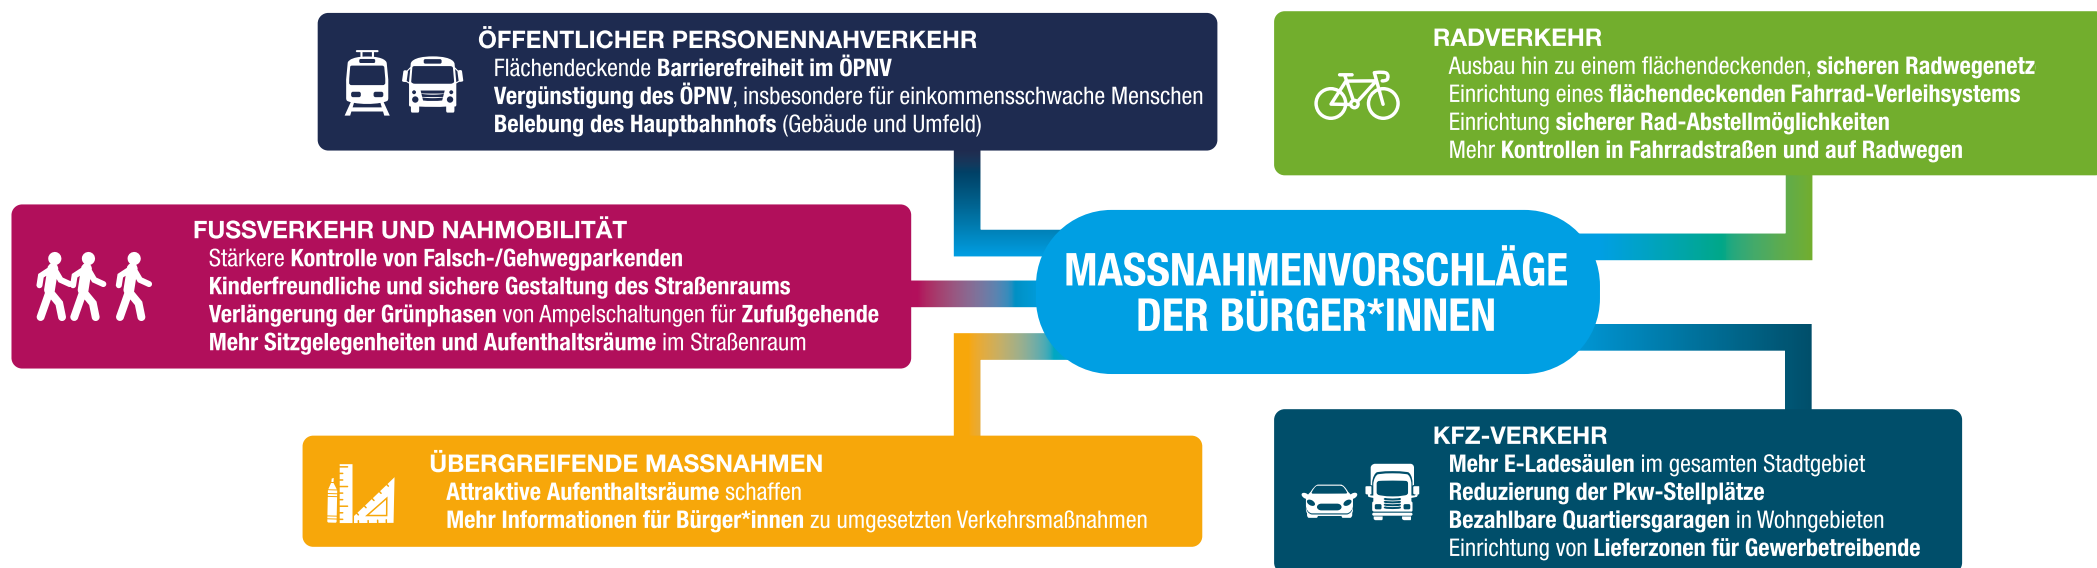 ÖFFENTLICHER PERSONENNAHVERKEHR
Flächendeckende Barrierefreiheit im ÖPNV
Vergünstigung des ÖPNV, insbesondere für einkommensschwache Menschen
Belebung des Hauptbahnhofs (Gebäude und Umfeld)
RADVERKEHR
Ausbau hin zu einem flächendeckenden, sicheren Radwegenetz
Einrichtung eines flächendeckenden Fahrrad-Verleihsystems
Einrichtung sicherer Rad-Abstellmöglichkeiten
Mehr Kontrollen in Fahrradstraßen und auf Radwegen
FUSSVERKEHR UND NAHMOBILITÄT
Stärkere Kontrolle von Falsch-/Gehwegparkenden
Kinderfreundliche und sichere Gestaltung des Straßenraums
Verlängerung der Grünphasen von Ampelschaltungen für Zufußgehende
Mehr Sitzgelegenheiten und Aufenthaltsräume im Straßenraum
MASSNAHMENVORSCHLÄGE
DER BÜRGER*INNEN
ÜBERGREIFENDE MASSNAHMEN
Attraktive Aufenthaltsräume schaffen
Mehr Informationen für Bürger*innen zu umgesetzten Verkehrsmaßnahmen
KFZ-VERKEHR
Mehr E-Ladesäulen im gesamten Stadtgebiet
Reduzierung der Pkw-Stellplätze
Bezahlbare Quartiersgaragen in Wohngebieten
Einrichtung von Lieferzonen für Gewerbetreibende